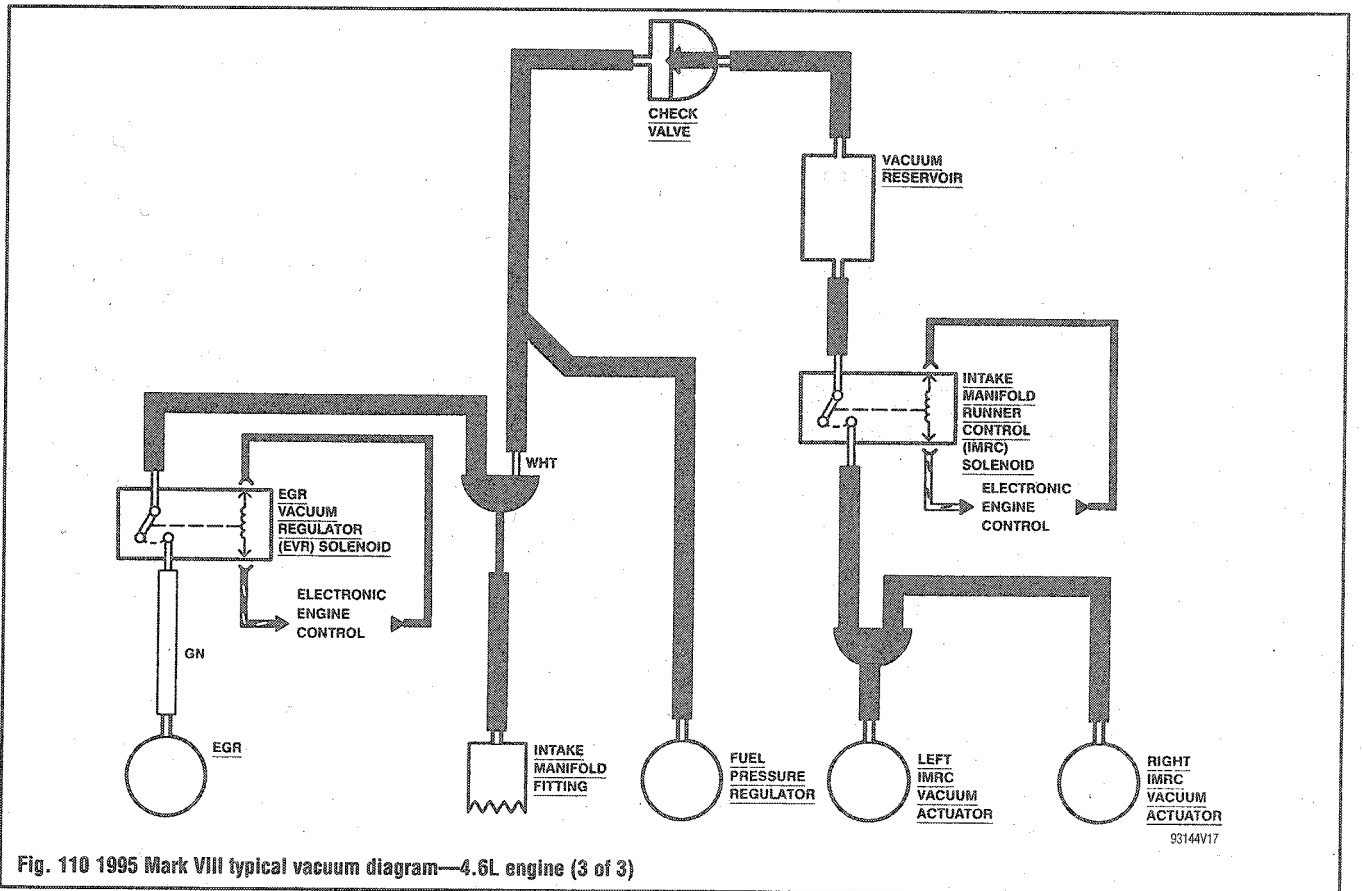 CHECK
VALVE
VACUUM
RESERVOIR
INTAKE
MANIFOLD
RUNNER
CONTROL
(IMRC)
SOLENOID
ELECTRONIC
ENGINE
CONTROL
WHT
EGR
VACUUM
REGULATOR
(EVR) SOLENOID
ELECTRONIC
ENGINE
CONTROL
GN
EGR
INTAKE
MANIFOLD
FITTING
FUEL
PRESSURE
REGULATOR
LEFT
IMRC
VACUUM
ACTUATOR
RIGHT
IMRC
VACUUM
ACTUATOR
93144V17
Fig. 110 1995 Mark VIII typical vacuum diagram—4.6L engine (3 of 3)